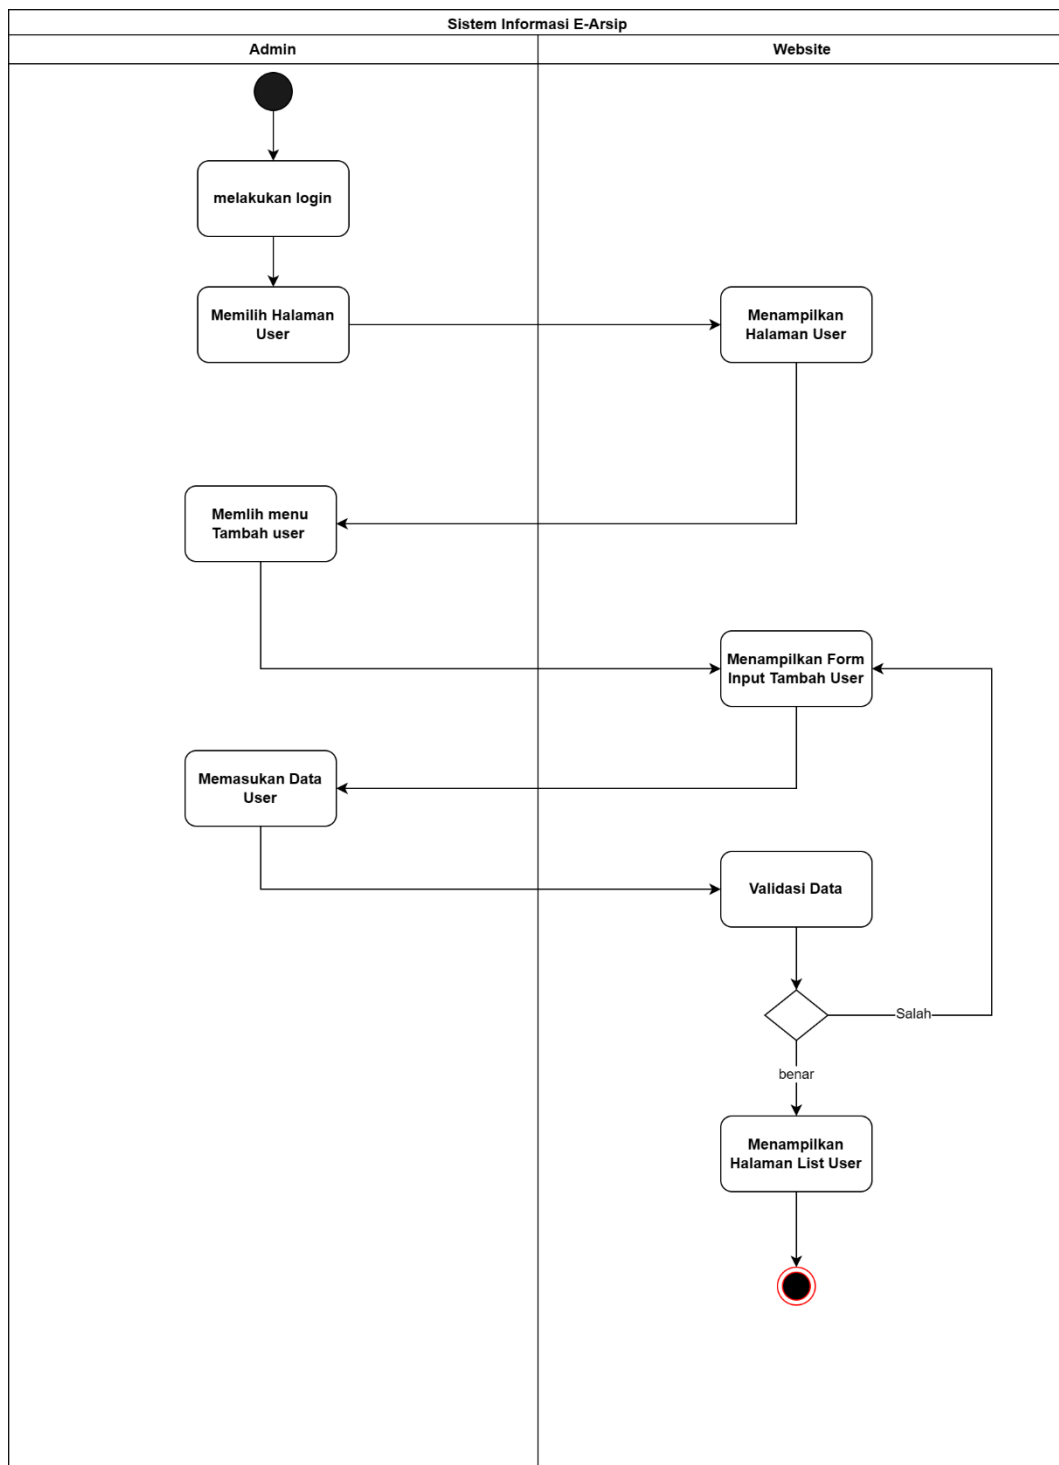 Sistem Informasi E-Arsip
Admin
Website
melakukan login
Memilih Halaman
User
Menampilkan
Halaman User
Memlih menu
Tambah user
Menampilkan Form
Input Tambah User
Memasukan Data
User
Validasi Data
Salah
benar
Menampilkan
Halaman List User